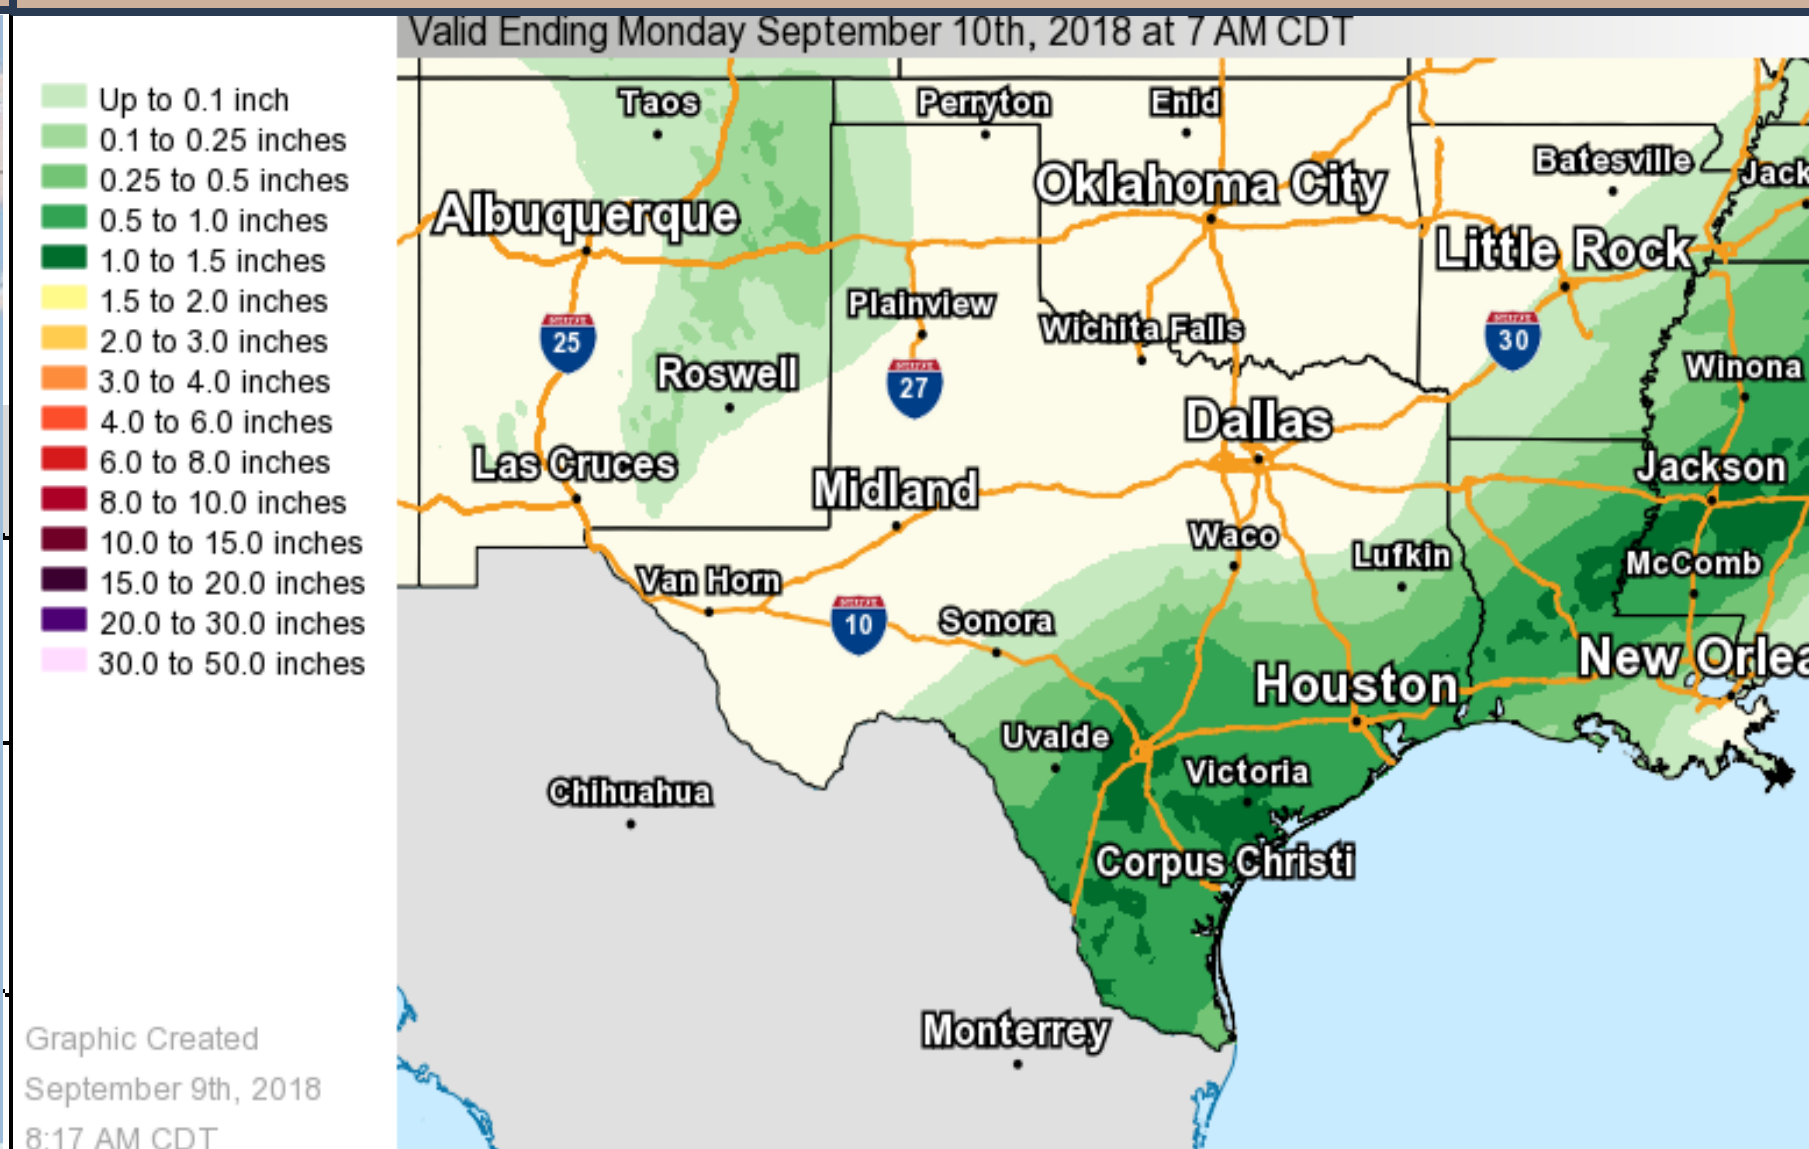 Valid Ending Monday September 10th, 2018 at 7 AM CDT
Up to 0.1 inch
0.1 to 0.25 inches
0.25 to 0.5 inches
0.5 to 1.0 inches
1.0 to 1.5 inches
1.5 to 2.0 inches
2.0 to 3.0 inches
3.0 to 4.0 inches
4.0 to 6.0 inches
6.0 to 8.0 inches
8.0 to 10.0 inches
10.0 to 15.0 inches
15.0 to 20.0 inches
20.0 to 30.0 inches
30.0 to 50.0 inches
Graphic Created
September 9th, 2018
8:17 AM CDT
Taos
Perryton
Enid
Batesville
Jack
Oklahoma City
Albuquerque
Little Rock
Plainview
Wichita Falls
25
30
Roswell
27
Winona
Dallas
Las Cruces
Jackson
Midland
Waco
Lufkin
McComb
Van Horn
10
Sonora
New Orlea
Houston
Uvalde
Victoria
Chihuahua
Corpus Christi
Monterrey